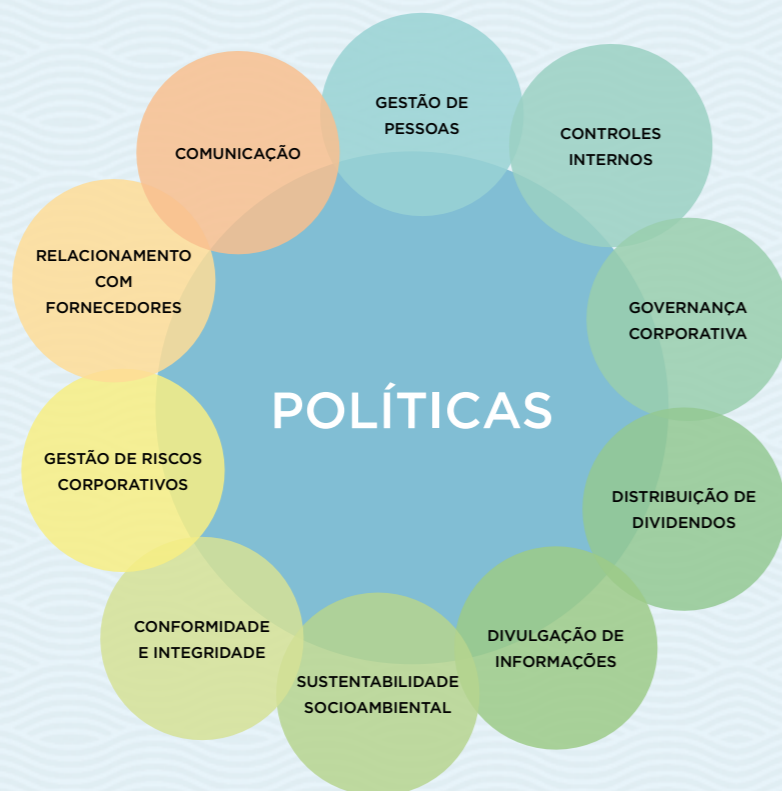 GESTÃO DE
PESSOAS
CONTROLES
INTERNOS
GOVERNANÇA
CORPORATIVA
DISTRIBUIÇÃO DE
DIVIDENDOS
DIVULGAÇÃO DE
INFORMAÇÕES
SUSTENTABILIDADE
SOCIOAMBIENTAL
CONFORMIDADE
E INTEGRIDADE
GESTÃO DE RISCOS
CORPORATIVOS
RELACIONAMENTO
COM
FORNECEDORES
COMUNICAÇÃO
POLÍTICAS